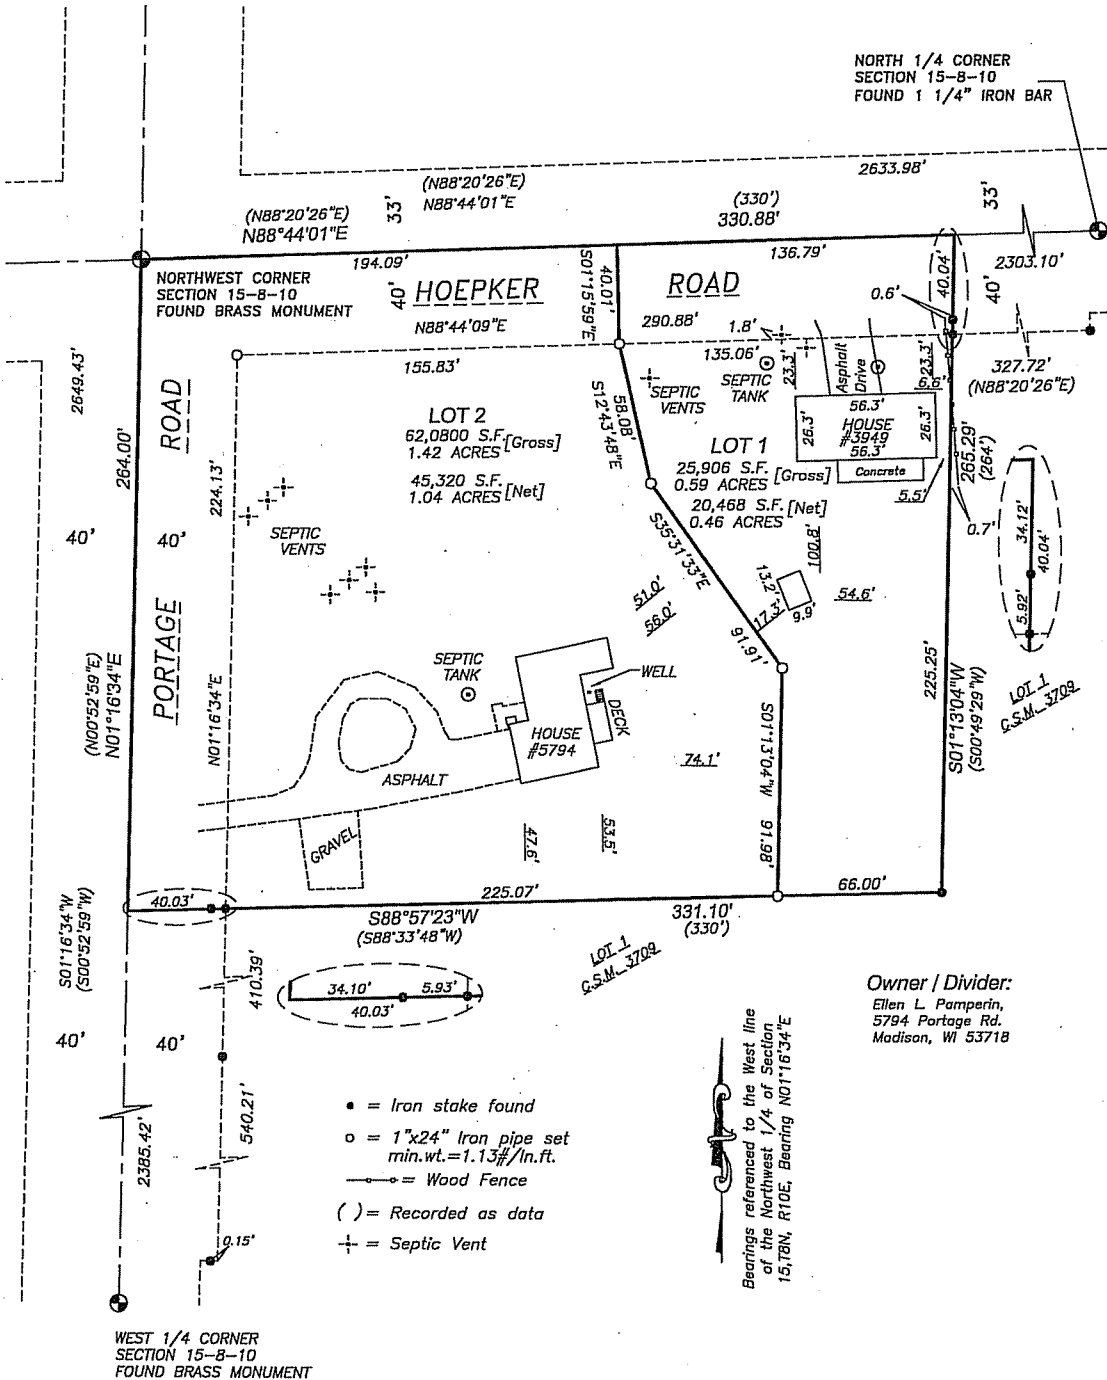 NORTH 1/4 CORNER
SECTION 15-8-10
FOUND 1 1/4" IRON BAR
2633.98'
(N88°20'26"E)
N88°44'01"E
33'
(N88°20'26"E)
N88°44'01"E
(330')
330.88'
33'
194.09'
136.79'
2303.10'
NORTHWEST CORNER
SECTION 15-8-10
FOUND BRASS MONUMENT
40'
HOEPKER
ROAD
S01°15'59"E
40.01'
40.04'
40'
0.6'
N88°44'09"E
290.88'
1.8'
155.83'
135.06'
327.72'
(N88°20'26"E)
2649.43'
ROAD
S12°43'48"E
58.08'
SEPTIC
VENTS
SEPTIC
TANK
23.3'
Asphalt
Drive
23.3'
6.6'
LOT 2
62,0800 S.F. [Gross]
1.42 ACRES
45,320 S.F. [Net]
1.04 ACRES
LOT 1
25,906 S.F. [Gross]
0.59 ACRES
20,468 S.F. [Net]
0.46 ACRES
56.3'
26.3'
HOUSE
#3949
56.3'
26.3'
Concrete
265.29'
(264')
5.5'
0.7'
264.00'
224.13'
40'
40'
SEPTIC
VENTS
S35°31'33"E
91.91'
51.0'
56.0'
100.8'
13.2'
17.3'
9.9'
54.6'
34.12'
40.04'
5.92'
LOT 1
C.S.M. 3709
PORTAGE
(N00°52'59"E)
N01°16'34"E
N01°16'34"E
SEPTIC
TANK
WELL
DECK
HOUSE
#5794
ASPHALT
GRAVEL
74.1'
47.6'
53.5'
S01°13'04"W 91.98'
225.25'
S01°13'04"W
(S00°49'29"W)
40.03'
225.07'
66.00'
S88°57'23"W
(S88°33'48"W)
331.10'
(330')
S01°16'34"W
(S00°52'59"W)
410.39'
34.10'
5.93'
40.03'
LOT 1
C.S.M. 3709
40'
40'
Owner / Divider:
Ellen L. Pamperin,
5794 Portage Rd.
Madison, WI 53718
2385.42'
540.21'
0.15'
= Iron stake found
= 1"x24" Iron pipe set
min.wt.=1.13#/ln.ft.
= Wood Fence
( ) = Recorded as data
= Septic Vent
Bearings referenced to the West line
of the Northwest 1/4 of Section
15,T8N, R10E, Bearing N01°16'34"E
WEST 1/4 CORNER
SECTION 15-8-10
FOUND BRASS MONUMENT